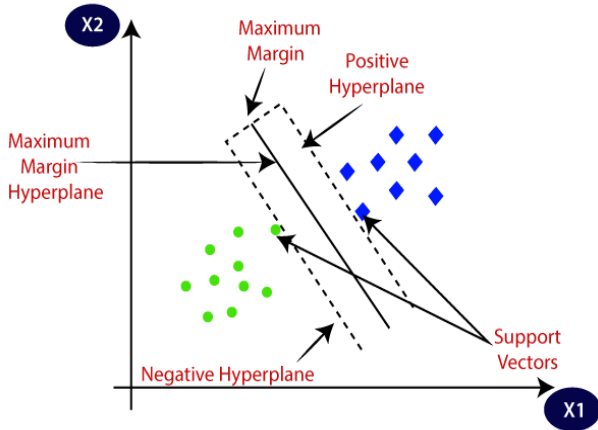 X2
Maximum
Margin
Positive
Hyperplane
Maximum
Margin
Hyperplane
Support
Vectors
Negative Hyperplane
X1